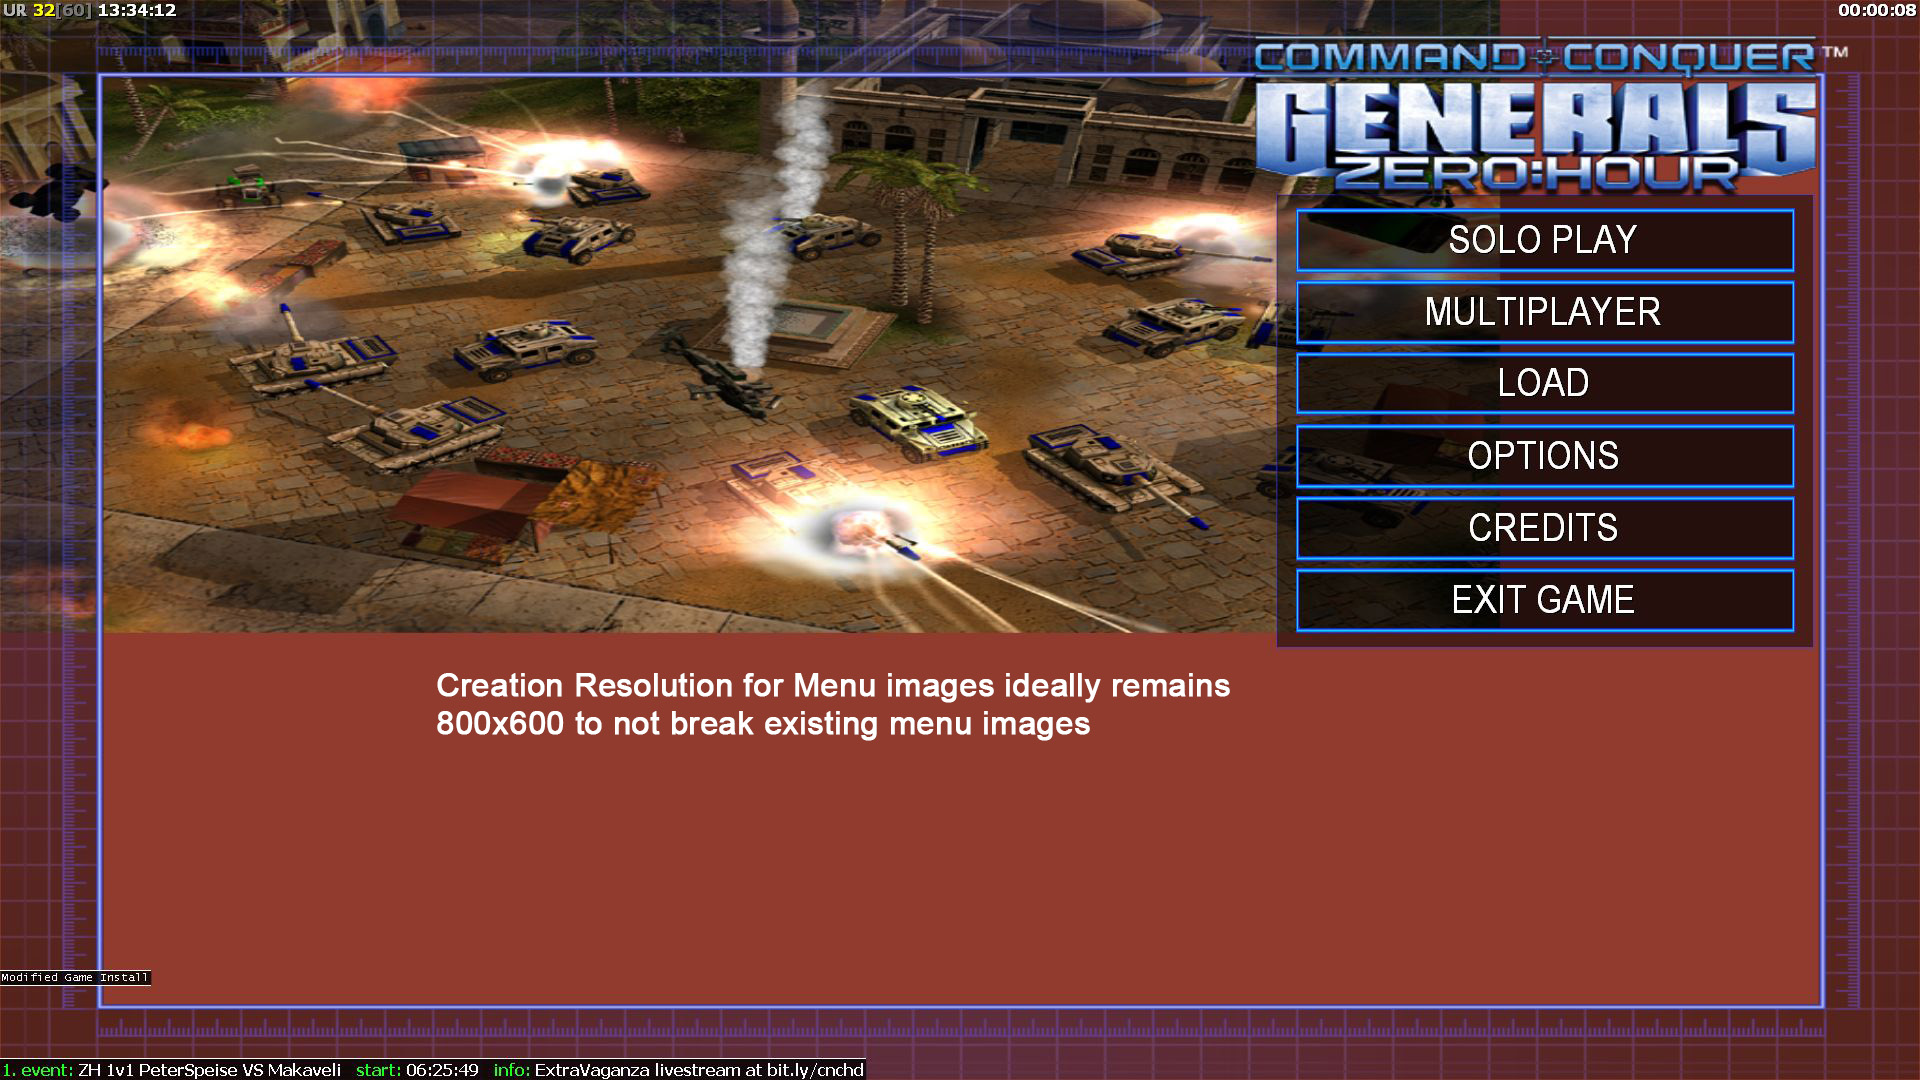 UR 32[60] 13:34:12
00:00:08
COMMAND CONQUER™
GENERALS
ZERO:HOUR
SOLO PLAY
MULTIPLAYER
LOAD
OPTIONS
CREDITS
EXIT GAME
Creation Resolution for Menu images ideally remains
800x600 to not break existing menu images
Modified Game Install
1. event: ZH 1v1 PeterSpeise VS Makaveli start: 06:25:49 info: ExtraVaganza livestream at bit.ly/cnchd